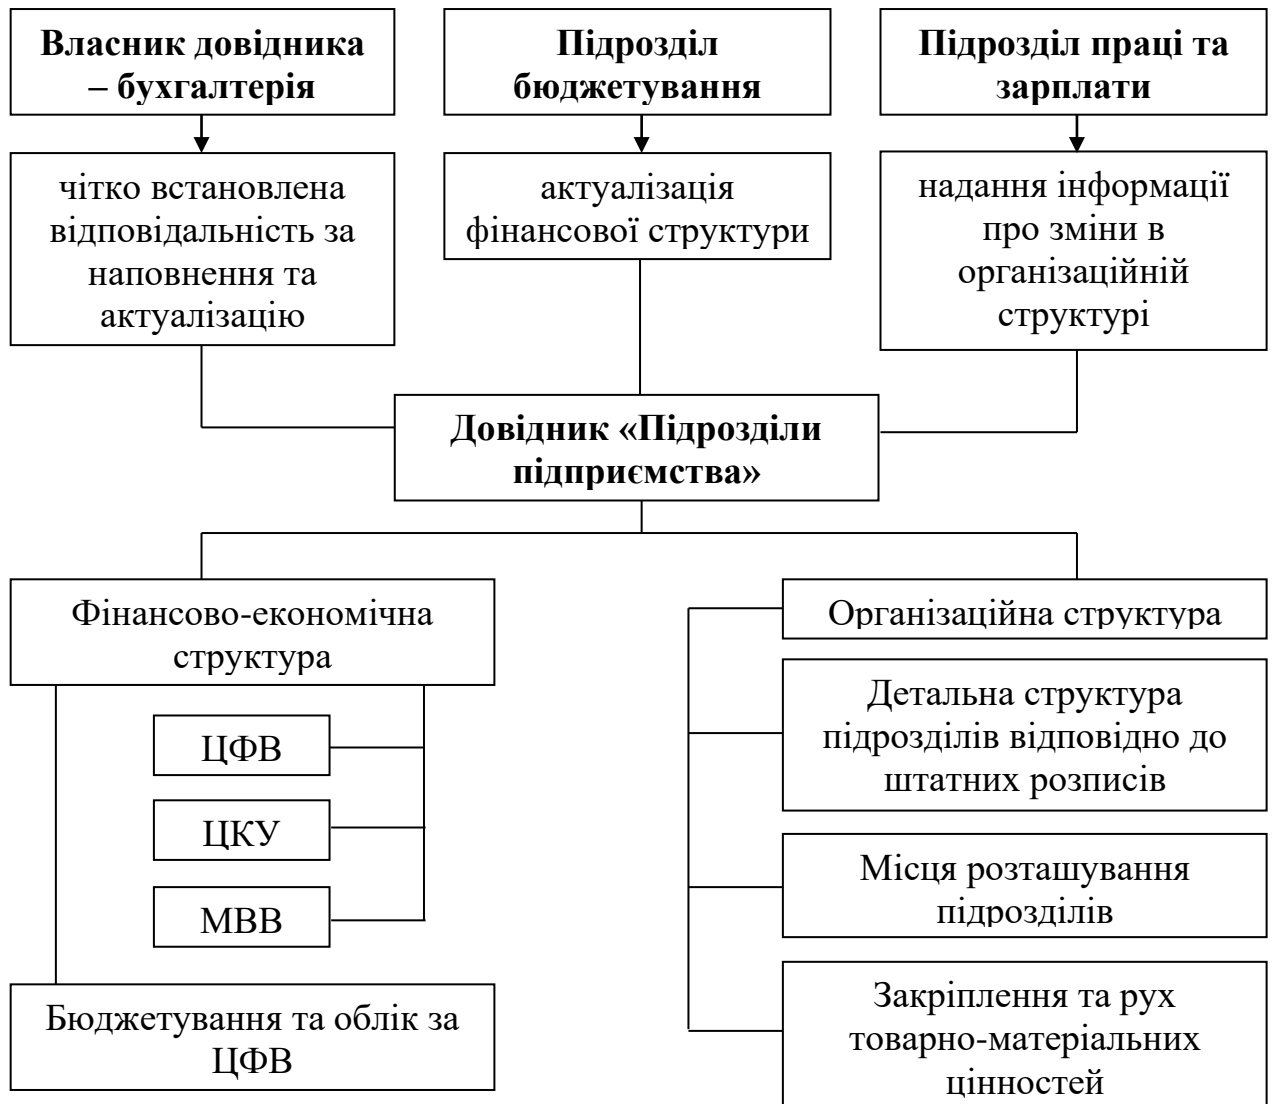 Власник довідника
– бухгалтерія
Підрозділ
бюджетування
Підрозділ праці та
зарплати
чітко встановлена
відповідальність за
наповнення та
актуалізацію
актуалізація
фінансової структури
надання інформації
про зміни в
організаційній
структурі
Довідник «Підрозділи
підприємства»
Фінансово-економічна
структура
ЦФВ
ЦКУ
МВВ
Бюджетування та облік за
ЦФВ
Організаційна структура
Детальна структура
підрозділів відповідно до
штатних розписів
Місця розташування
підрозділів
Закріплення та рух
товарно-матеріальних
цінностей